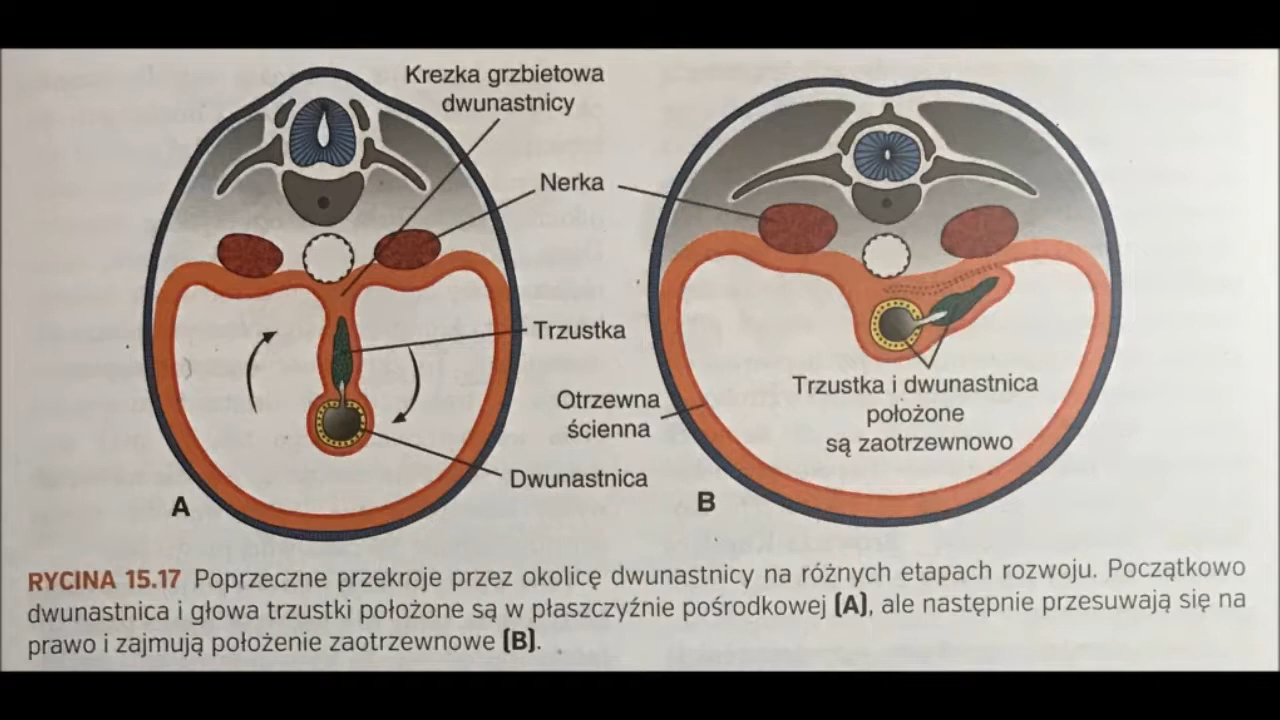 Krezka grzbietowa
dwunastnicy
Nerka
Trzustka
Otrzewna
ścienna
Dwunastnica
Trzustka i dwunastnica
położone
są zaotrzewnowo
A
B
RYCINA 15.17 Poprzeczne przekroje przez okolicę dwunastnicy na różnych etapach rozwoju. Początkowo
dwunastnica i głowa trzustki położone są w płaszczyźnie pośrodkowej (A), ale następnie przesuwają się na
prawo i zajmują położenie zaotrzewnowe (B).